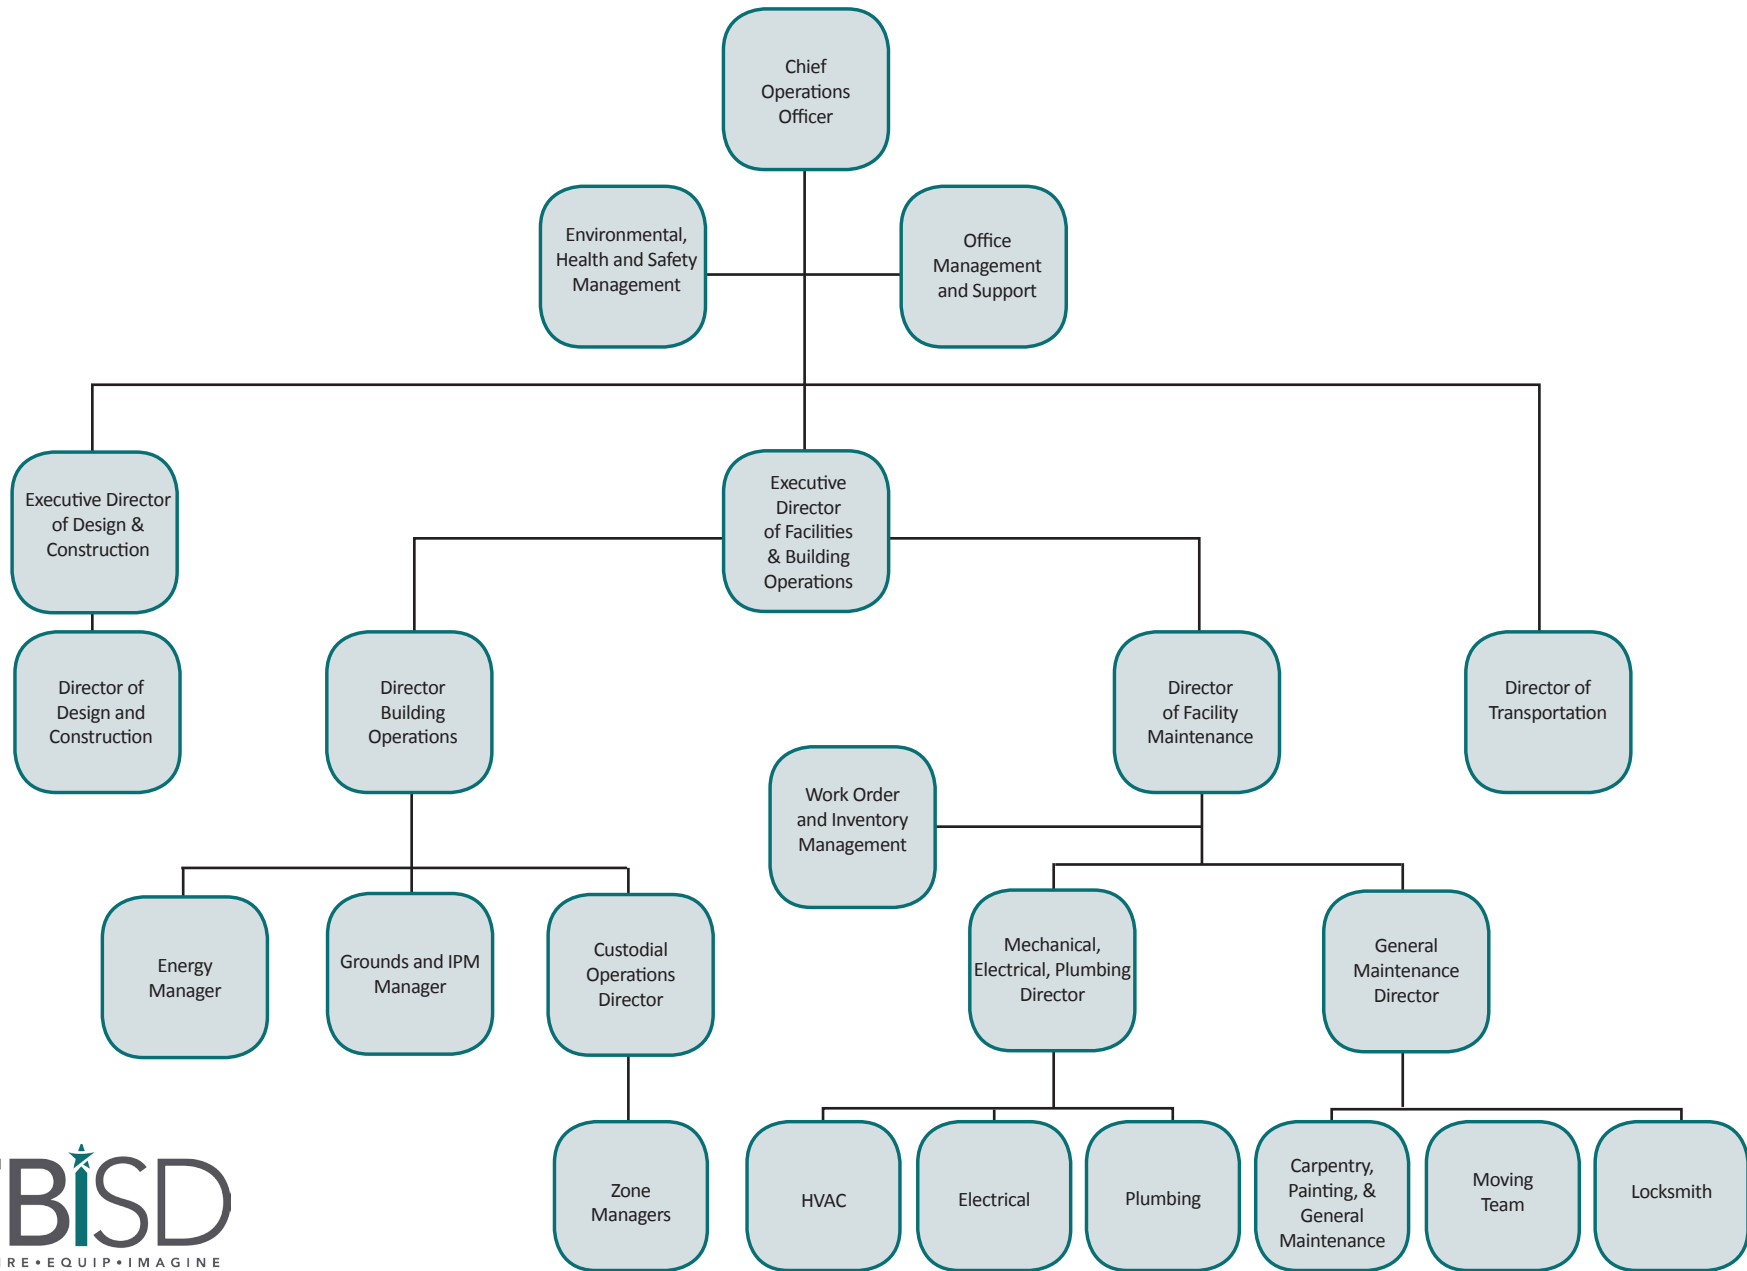 Chief
Operations
Officer
Environmental,
Health and Safety
Management
Office
Management
and Support
Executive Director
of Design &
Construction
Executive
Director
of Facilities
& Building
Operations
Director of
Design and
Construction
Director
Building
Operations
Director
of Facility
Maintenance
Director of
Transportation
Work Order
and Inventory
Management
Energy
Manager
Grounds and IPM
Manager
Custodial
Operations
Director
Mechanical,
Electrical, Plumbing
Director
General
Maintenance
Director
Zone
Managers
HVAC
Electrical
Plumbing
Carpentry,
Painting, &
General
Maintenance
Moving
Team
Locksmith
BiSD
IRE•EQUIP•IMAGINE